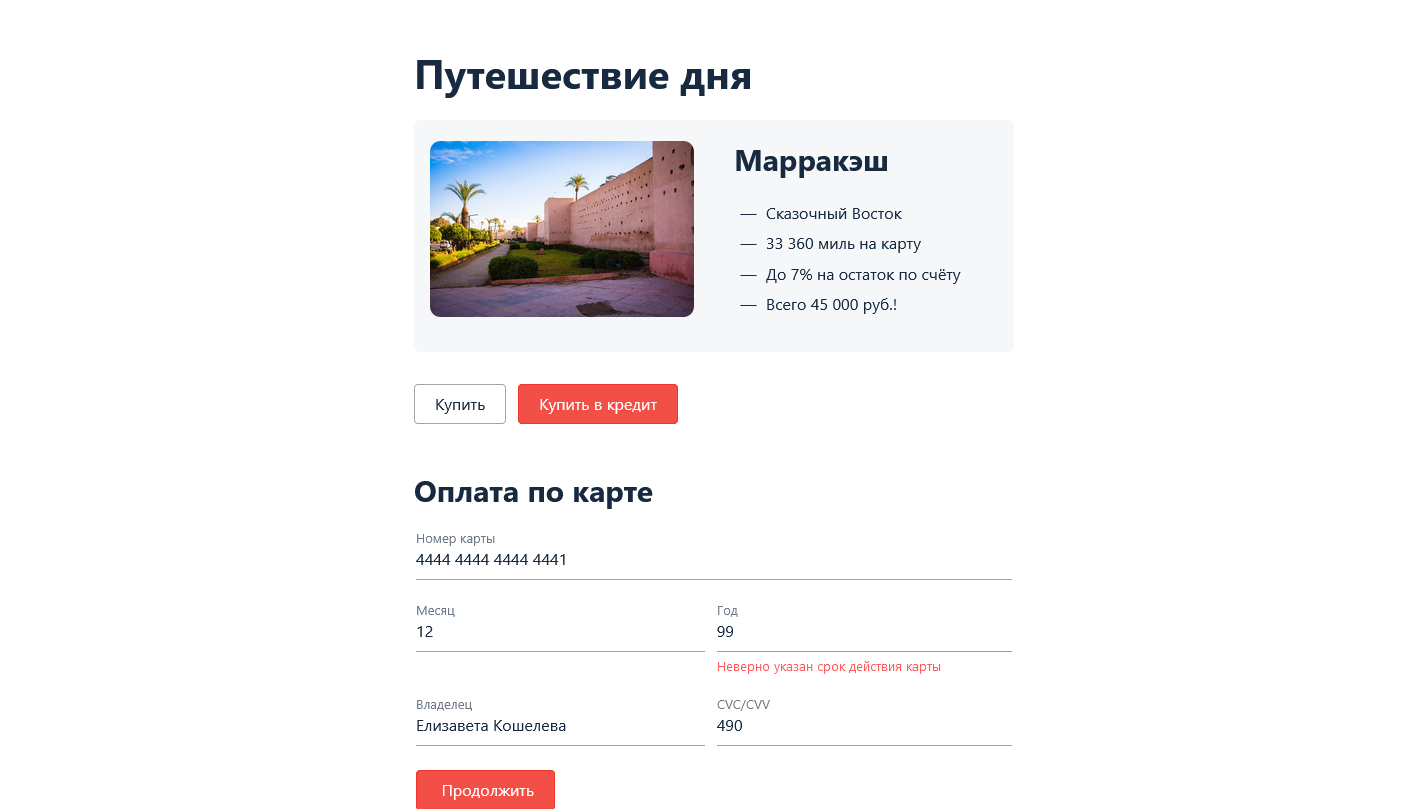 Путешествие дня
Марракэш
— Сказочный Восток
— 33 360 миль на карту
— До 7% на остаток по счёту
— Всего 45 000 руб.!
Купить
Купить в кредит
Оплата по карте
Номер карты
4444 4444 4444 4441
Месяц
12
Год
99
Неверно указан срок действия карты
Владелец
Елизавета Кошелева
CVC/CVV
490
Продолжить